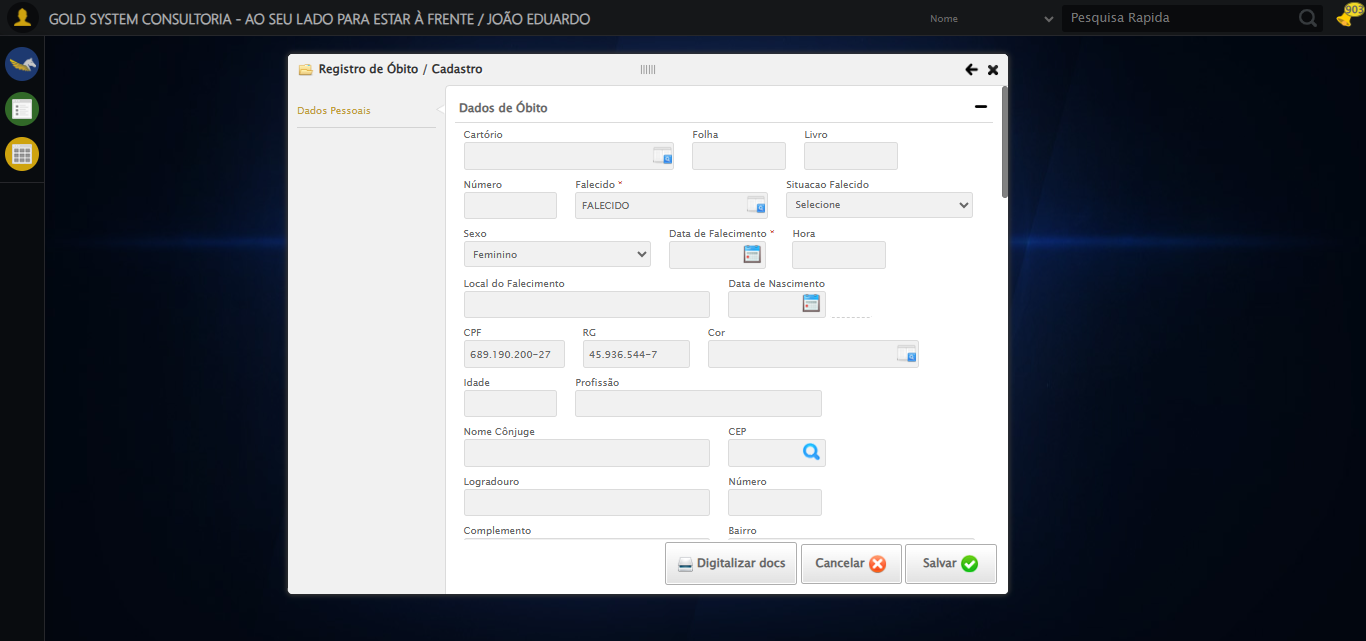 GOLD SYSTEM CONSULTORIA - AO SEU LADO PARA ESTAR À FRENTE / JOÃO EDUARDO
Nome
Pesquisa Rapida
903
Registro de Óbito / Cadastro
Dados Pessoais
Dados de Óbito
Cartório Folha Livro
Número Falecido * Situacao Falecido
FALECIDO Selecione
Sexo Data de Falecimento * Hora
Feminino
Local do Falecimento Data de Nascimento
CPF RG Cor
689.190.200-27 45.936.544-7
Idade Profissão
Nome Cônjuge CEP
Logradouro Número
Complemento Bairro
Digitalizar docs Cancelar Salvar